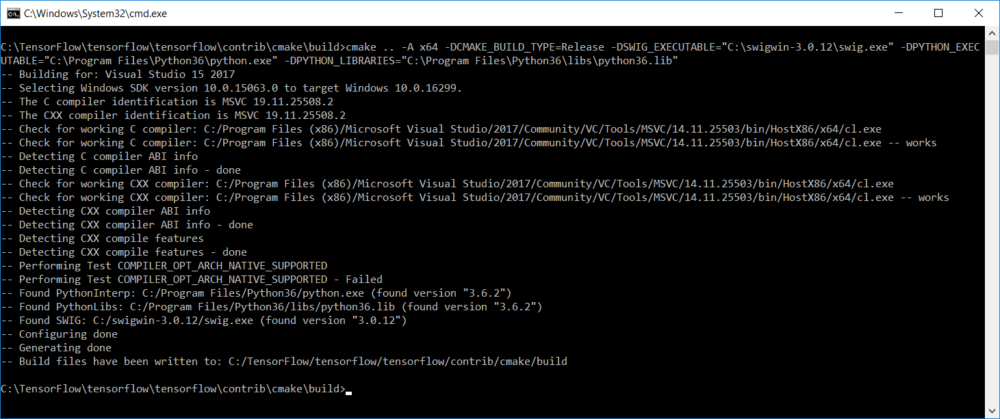 C:\Windows\System32\cmd.exe
C:\TensorFlow\tensorflow\tensorflow\contrib\cmake\build>cmake .. -A x64 -DCMAKE_BUILD_TYPE=Release -DSWIG_EXECUTABLE="C:\swigwin-3.0.12\swig.exe" -DPYTHON_EXEC
UTABLE="C:\Program Files\Python36\python.exe" -DPYTHON_LIBRARIES="C:\Program Files\Python36\libs\python36.lib"
-- Building for: Visual Studio 15 2017
-- Selecting Windows SDK version 10.0.15063.0 to target Windows 10.0.16299.
-- The C compiler identification is MSVC 19.11.25508.2
-- The CXX compiler identification is MSVC 19.11.25508.2
-- Check for working C compiler: C:/Program Files (x86)/Microsoft Visual Studio/2017/Community/VC/Tools/MSVC/14.11.25503/bin/HostX86/x64/cl.exe
-- Check for working C compiler: C:/Program Files (x86)/Microsoft Visual Studio/2017/Community/VC/Tools/MSVC/14.11.25503/bin/HostX86/x64/cl.exe -- works
-- Detecting C compiler ABI info
-- Detecting C compiler ABI info - done
-- Check for working CXX compiler: C:/Program Files (x86)/Microsoft Visual Studio/2017/Community/VC/Tools/MSVC/14.11.25503/bin/HostX86/x64/cl.exe
-- Check for working CXX compiler: C:/Program Files (x86)/Microsoft Visual Studio/2017/Community/VC/Tools/MSVC/14.11.25503/bin/HostX86/x64/cl.exe -- works
-- Detecting CXX compiler ABI info
-- Detecting CXX compiler ABI info - done
-- Detecting CXX compile features
-- Detecting CXX compile features - done
-- Performing Test COMPILER_OPT_ARCH_NATIVE_SUPPORTED
-- Performing Test COMPILER_OPT_ARCH_NATIVE_SUPPORTED - Failed
-- Found PythonInterp: C:/Program Files/Python36/python.exe (found version "3.6.2")
-- Found PythonLibs: C:/Program Files/Python36/libs/python36.lib (found version "3.6.2")
-- Found SWIG: C:/swigwin-3.0.12/swig.exe (found version "3.0.12")
-- Configuring done
-- Generating done
-- Build files have been written to: C:/TensorFlow/tensorflow/tensorflow/contrib/cmake/build
C:\TensorFlow\tensorflow\tensorflow\contrib\cmake\build>